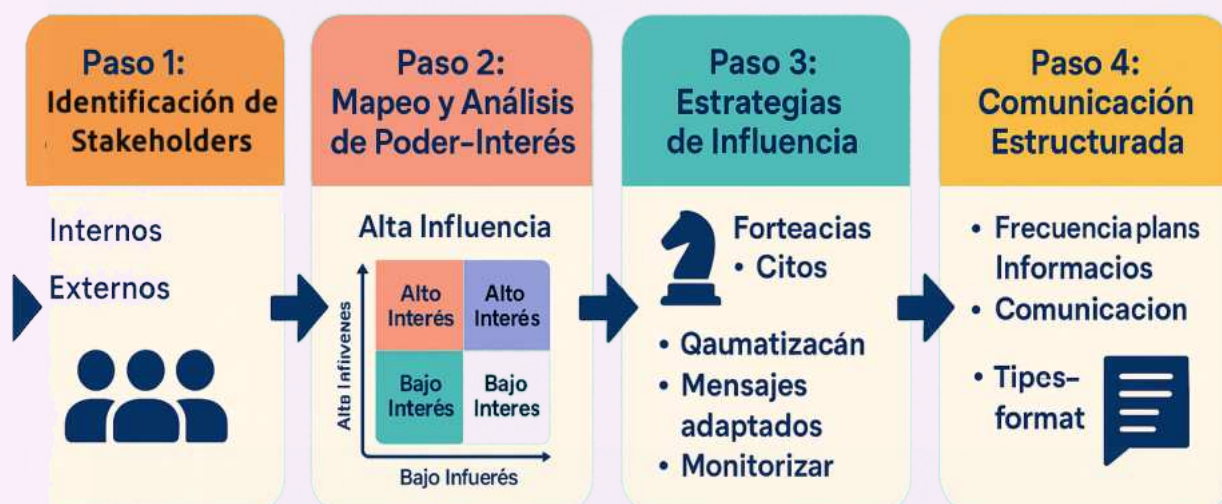 Paso 1:
Identificación de
Stakeholders
Internos
Externos
Paso 2:
Mapeo y Análisis
de Poder-Interés
Alta Influencia
Alta Infirvenes
Alto
Interés
Alto
Interés
Bajo
Interés
Bajo
Interes
Bajo Infuerés
Paso 3:
Estrategias
de Influencia
Forteacias
• Citos
• Qaumatizacán
• Mensajes
adaptados
• Monitorizar
Paso 4:
Comunicación
Estructurada
• Frecuencia plans
Informacios
• Comunicacion
• Tipes-
format